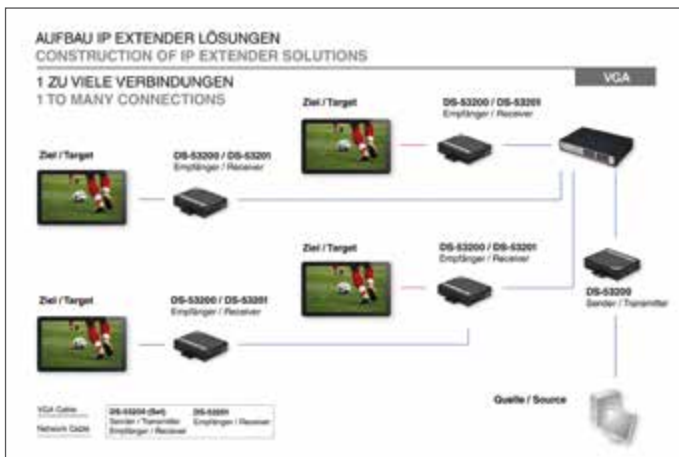 AUFBAU IP EXTENDER LÖSUNGEN
CONSTRUCTION OF IP EXTENDER SOLUTIONS
1 ZU VIELE VERBINDUNGEN
1 TO MANY CONNECTIONS
VGA
Ziel / Target
DS-53200 / DS-53201
Empfänger / Receiver
Ziel / Target
DS-53200 / DS-53201
Empfänger / Receiver
Ziel / Target
DS-53200 / DS-53201
Empfänger / Receiver
DS-53200
Sender / Transmitter
Ziel / Target
DS-53200 / DS-53201
Empfänger / Receiver
Quelle / Source
VGA Cable
Network Cable
DS-53200 (Set)
Sender / Transmitter
Empfänger / Receiver
DS-53201
Empfänger / Receiver